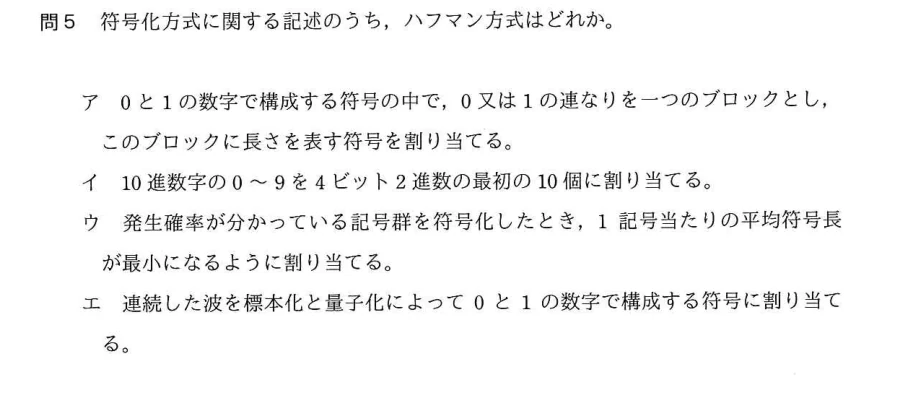 問5 符号化方式に関する記述のうち，ハフマン方式はどれか。
ア 0と1の数字で構成する符号の中で，0又は1の連なりを一つのブロックとし，
このブロックに長さを表す符号を割り当てる。
イ 10進数字の0～9を4ビット2進数の最初の10個に割り当てる。
ウ 発生確率が分かっている記号群を符号化したとき，1記号当たりの平均符号長
が最小になるように割り当てる。
エ 連続した波を標本化と量子化によって0と1の数字で構成する符号に割り当て
る。